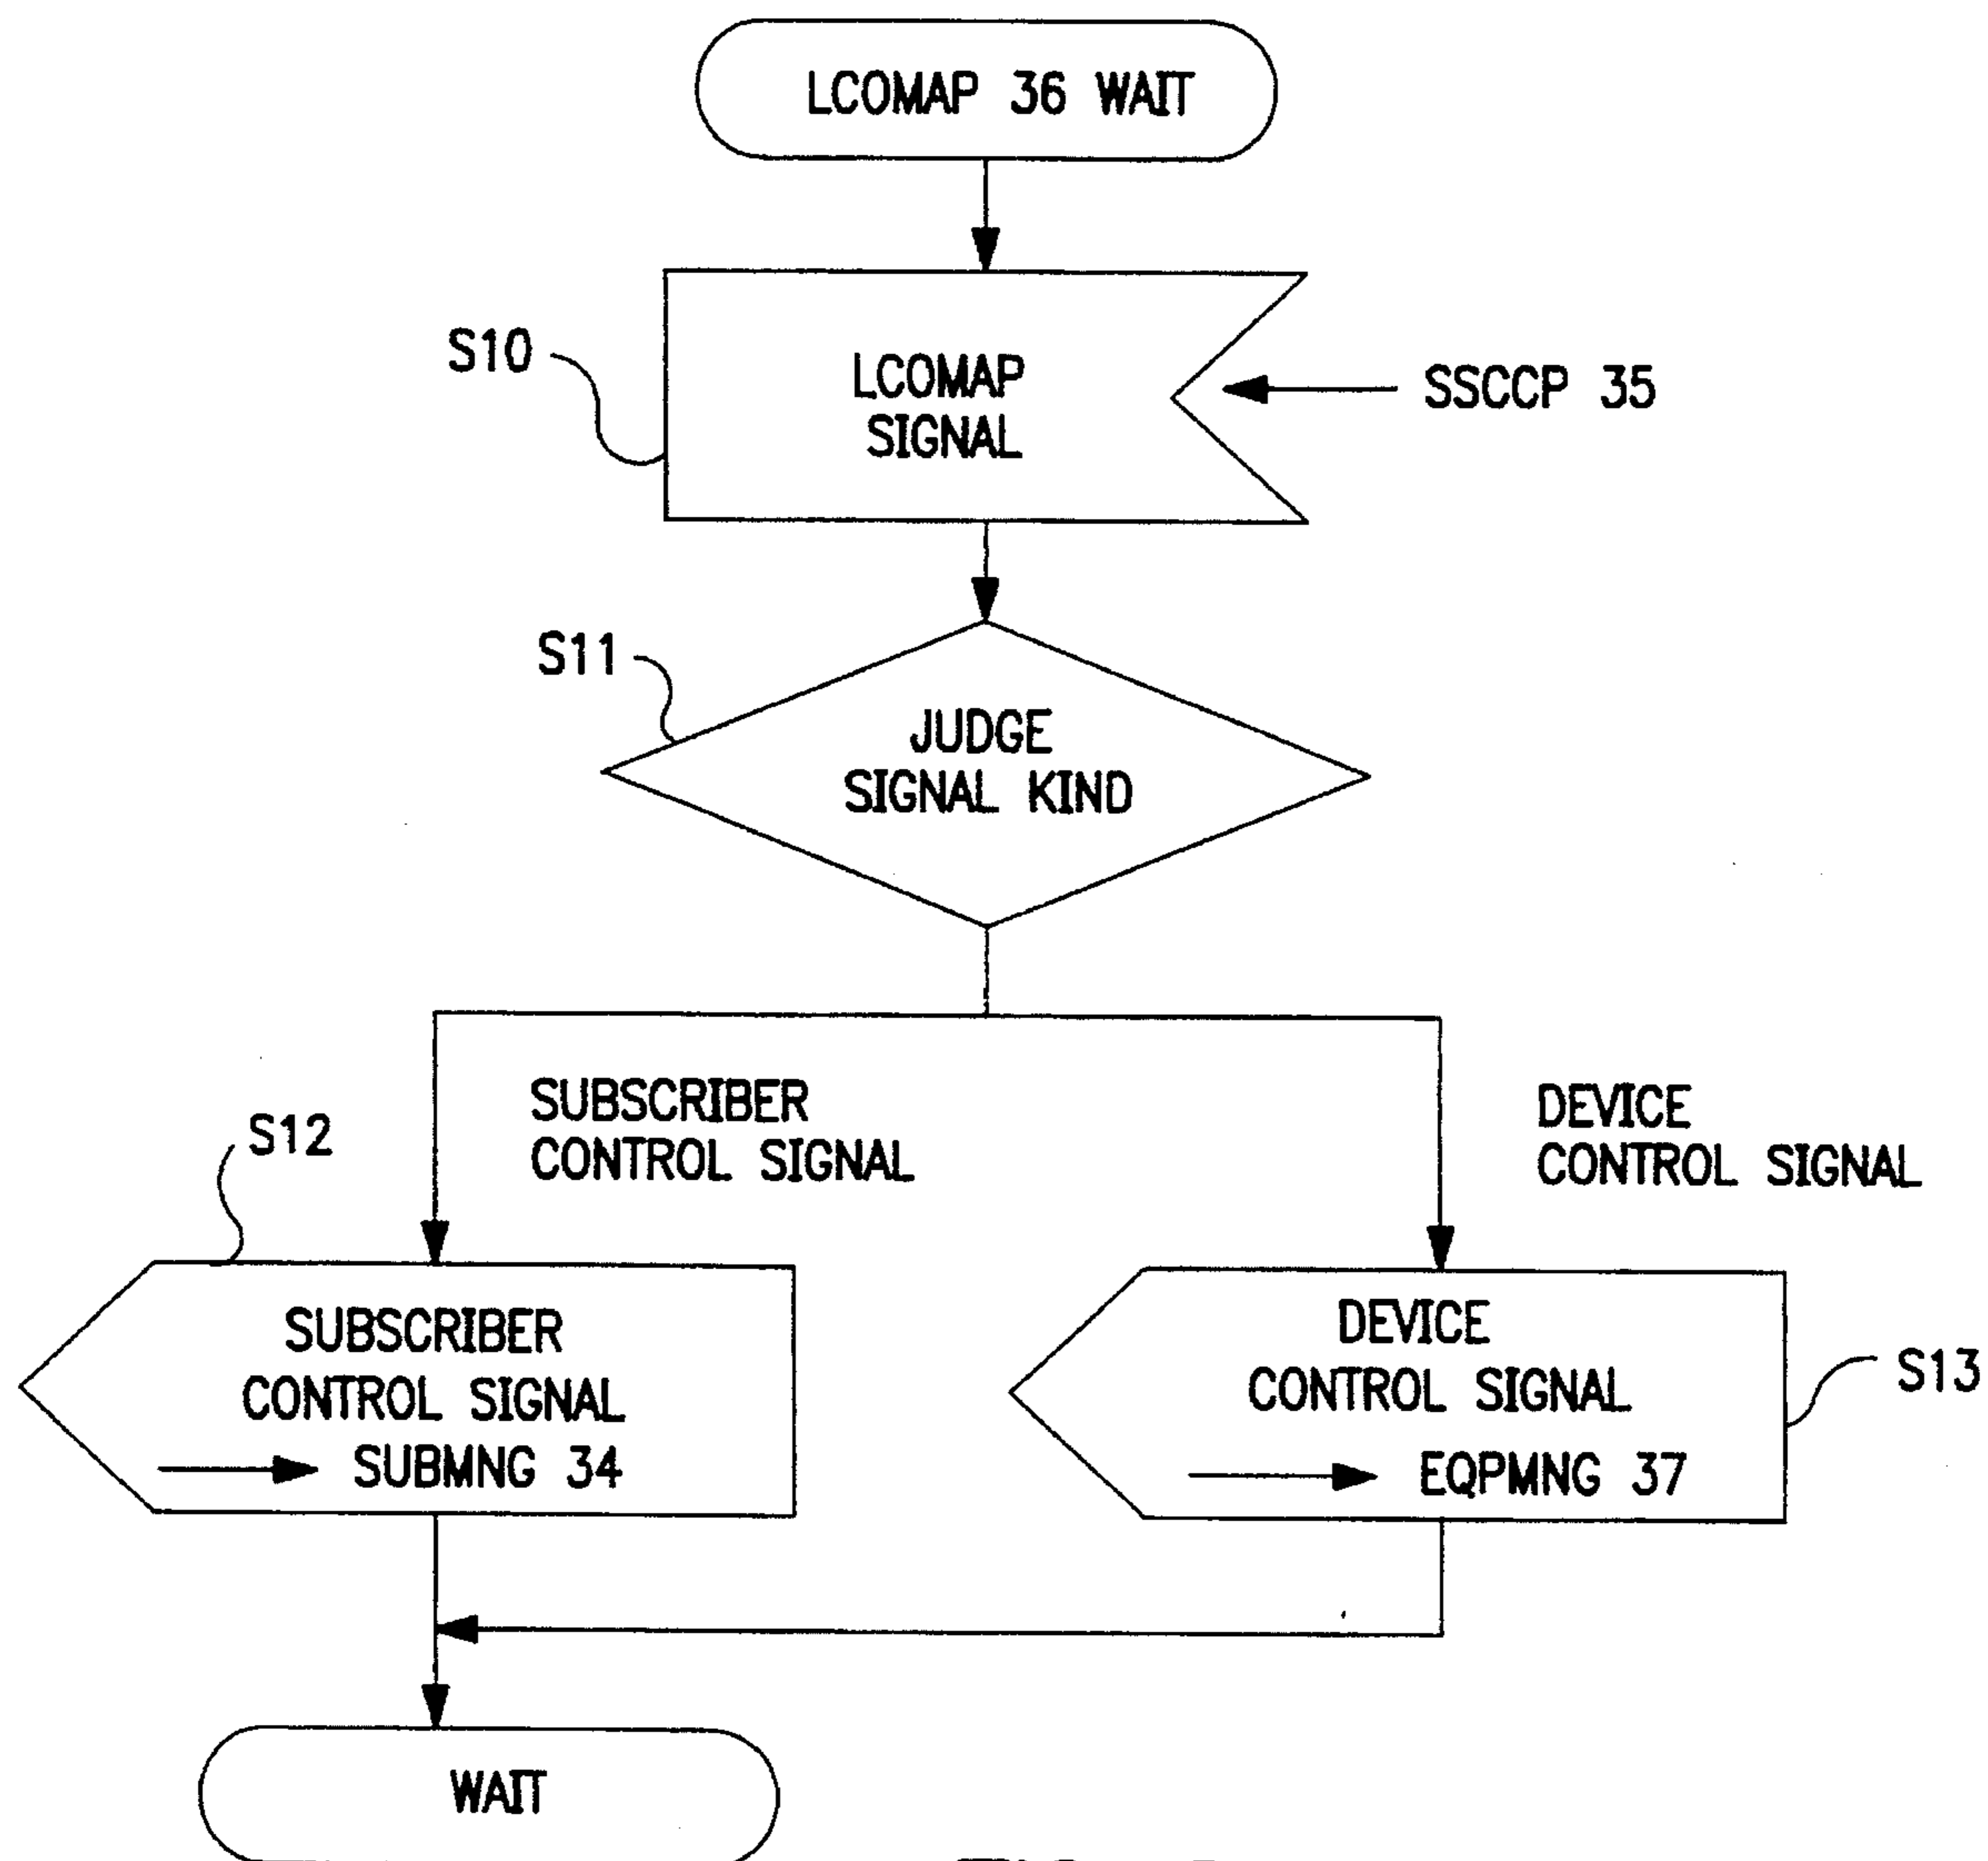 LCOMAP 36 WAIT
S10
LCOMAP
SIGNAL
SSCCP 35
S11
JUDGE
SIGNAL KIND
SUBSCRIBER
CONTROL SIGNAL
DEVICE
CONTROL SIGNAL
S12
SUBSCRIBER
CONTROL SIGNAL
SUBMNG 34
DEVICE
CONTROL SIGNAL
EQPMNG 37
S13
WAIT